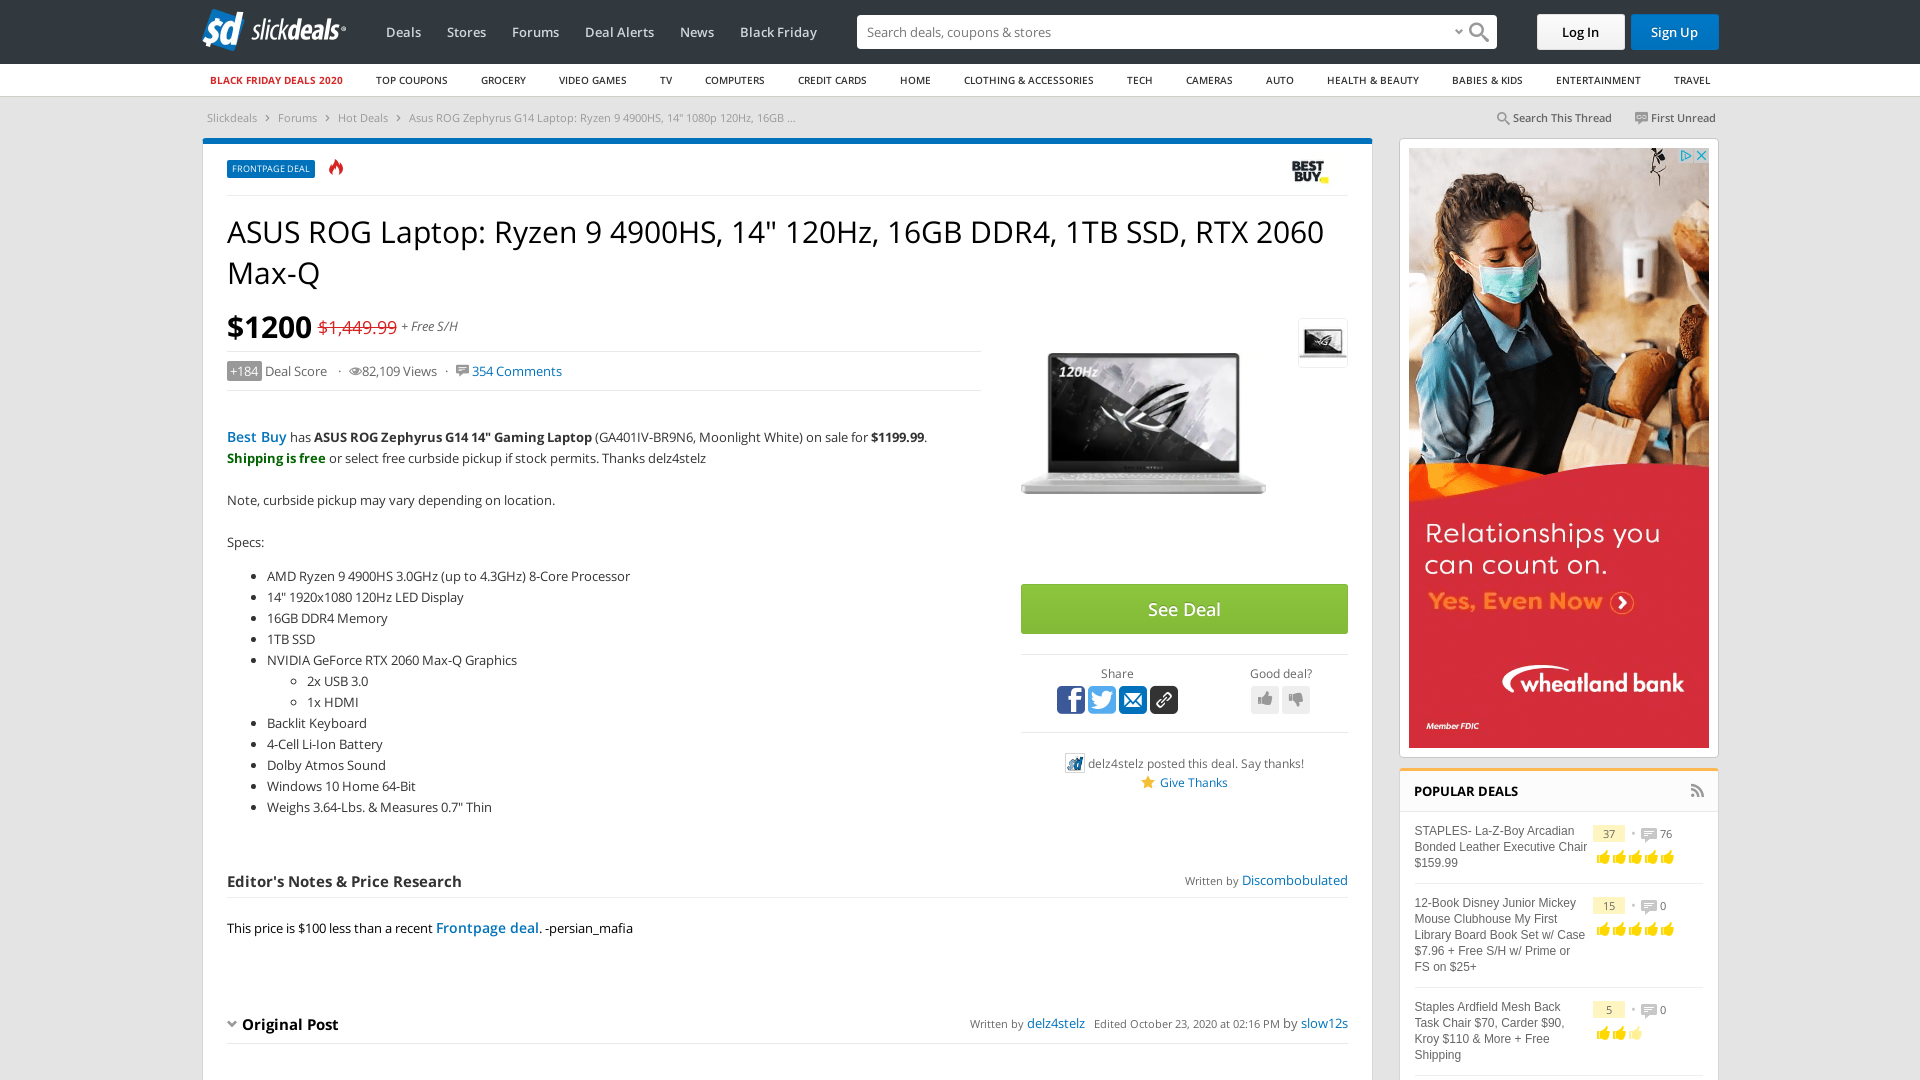 slickdeals
Deals
Stores
Forums
Deal Alerts
News
Black Friday
Search deals, coupons & stores
Log In
Sign Up
BLACK FRIDAY DEALS 2020
TOP COUPONS
GROCERY
VIDEO GAMES
TV
COMPUTERS
CREDIT CARDS
HOME
CLOTHING & ACCESSORIES
TECH
CAMERAS
AUTO
HEALTH & BEAUTY
BABIES & KIDS
ENTERTAINMENT
TRAVEL
Slickdeals > Forums > Hot Deals > Asus ROG Zephyrus G14 Laptop: Ryzen 9 4900HS, 14" 1080p 120Hz, 16GB ...
Search This Thread
First Unread
FRONTPAGE DEAL
BEST BUY
ASUS ROG Laptop: Ryzen 9 4900HS, 14" 120Hz, 16GB DDR4, 1TB SSD, RTX 2060
Max-Q
$1200 $1,449.99 + Free S/H
+184 Deal Score · 82,109 Views · 354 Comments
120Hz
Best Buy has ASUS ROG Zephyrus G14 14" Gaming Laptop (GA401IV-BR9N6, Moonlight White) on sale for $1199.99.
Shipping is free or select free curbside pickup if stock permits. Thanks delz4stelz
Note, curbside pickup may vary depending on location.
Specs:
AMD Ryzen 9 4900HS 3.0GHz (up to 4.3GHz) 8-Core Processor
14" 1920x1080 120Hz LED Display
16GB DDR4 Memory
1TB SSD
NVIDIA GeForce RTX 2060 Max-Q Graphics
2x USB 3.0
1x HDMI
Backlit Keyboard
4-Cell Li-Ion Battery
Dolby Atmos Sound
Windows 10 Home 64-Bit
Weighs 3.64-Lbs. & Measures 0.7" Thin
See Deal
Share
Good deal?
delz4stelz posted this deal. Say thanks!
Give Thanks
Editor's Notes & Price Research
Written by Discombobulated
This price is $100 less than a recent Frontpage deal. -persian_mafia
Original Post
Written by delz4stelz Edited October 23, 2020 at 02:16 PM by slow12s
Relationships you
can count on.
Yes, Even Now
wheatland bank
Member FDIC
POPULAR DEALS
STAPLES- La-Z-Boy Arcadian
Bonded Leather Executive Chair
$159.99
37 • 76
12-Book Disney Junior Mickey
Mouse Clubhouse My First
Library Board Book Set w/ Case
$7.96 + Free S/H w/ Prime or
FS on $25+
15 • 0
Staples Ardfield Mesh Back
Task Chair $70, Carder $90,
Kroy $110 & More + Free
Shipping
5 • 0